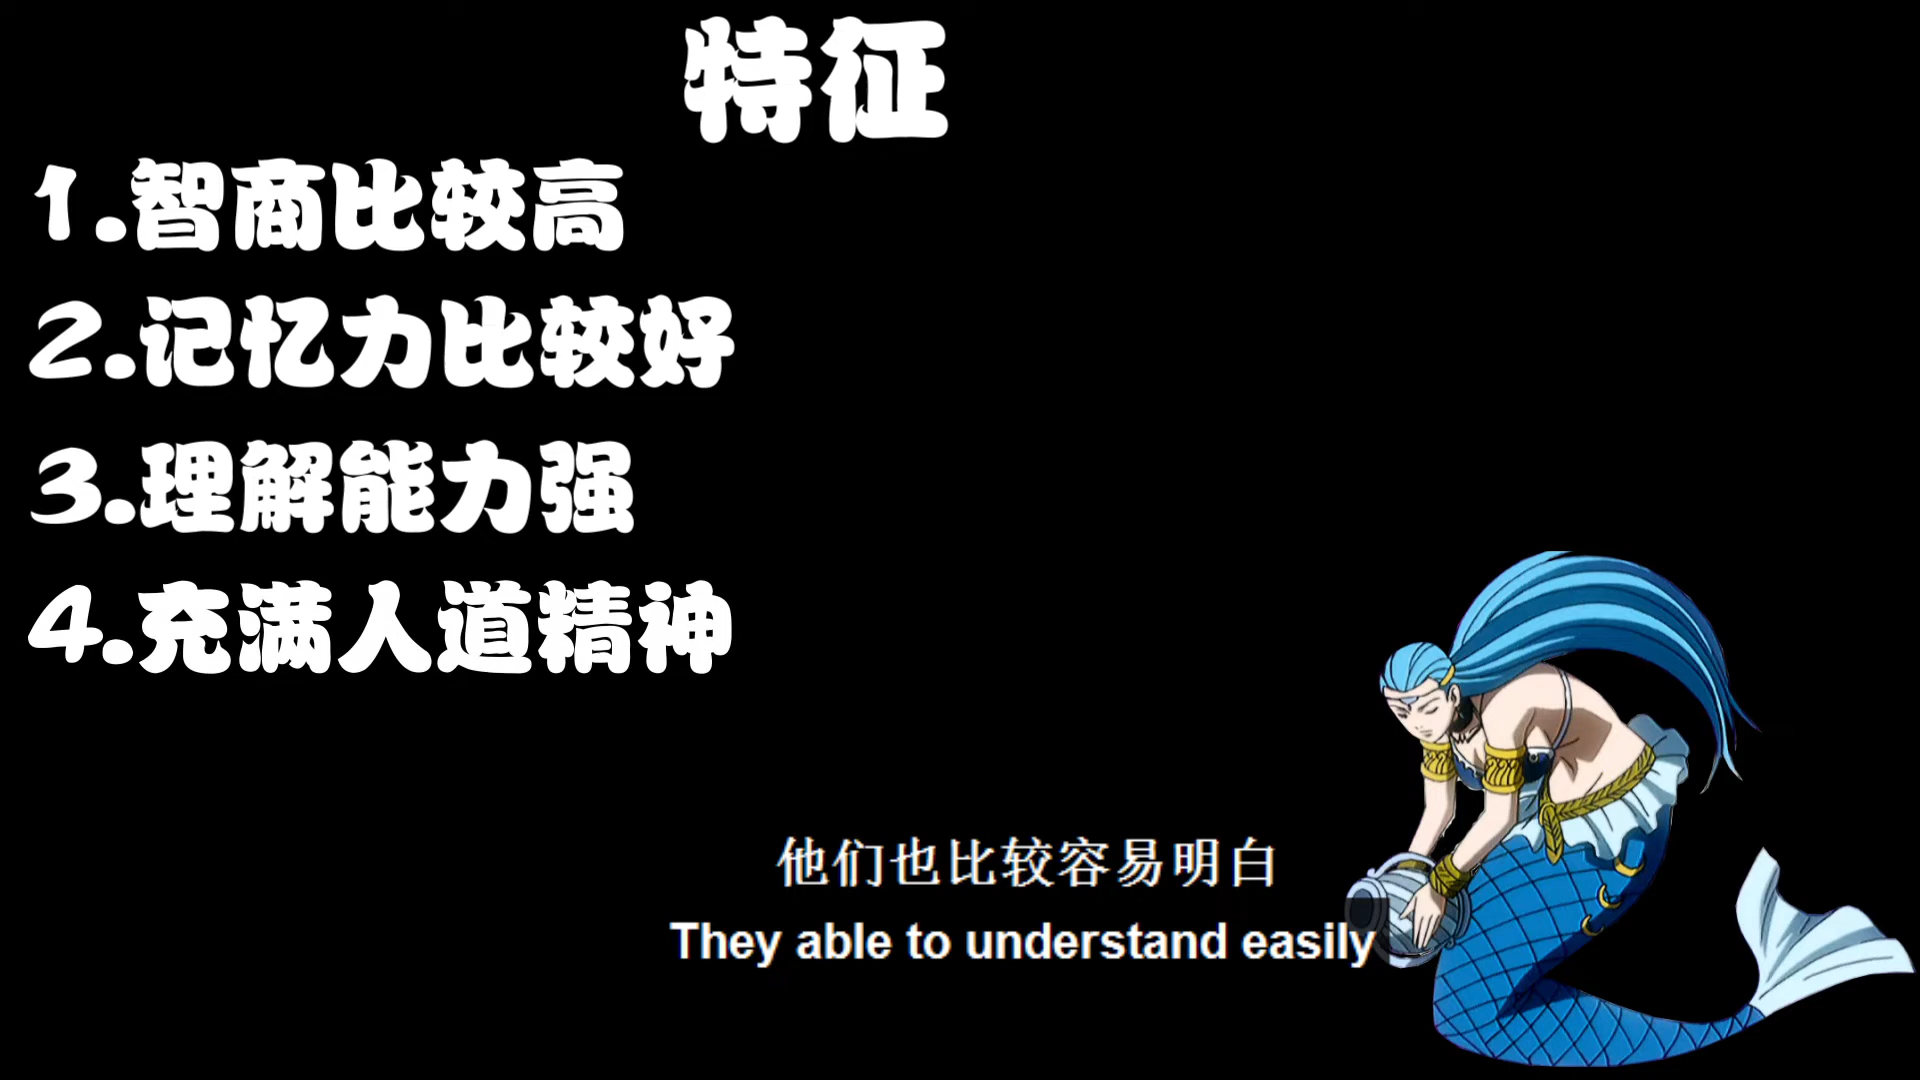 特征
1.智商比较高
2.记忆力比较好
3.理解能力强
4.充满人道精神
他们也比较容易明白
They able to understand easily